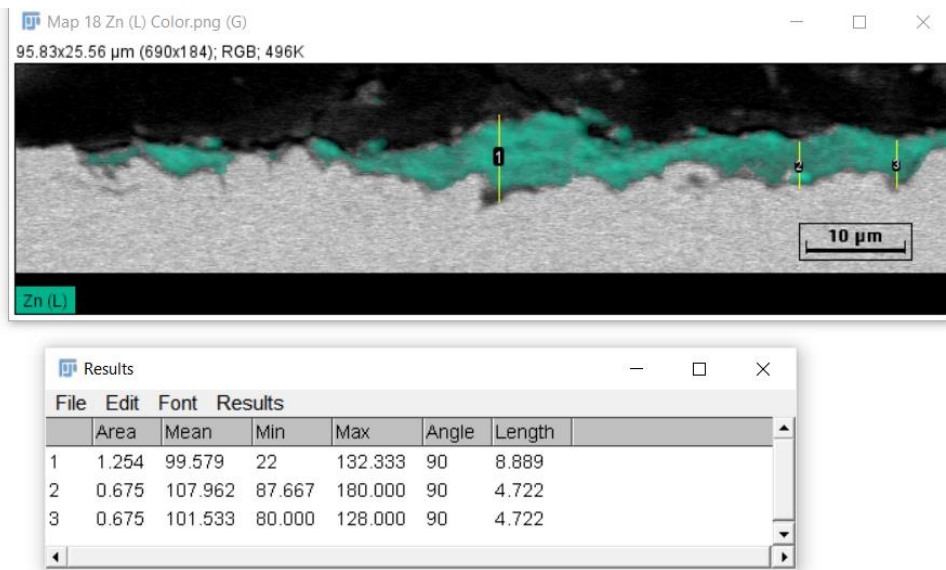 Map 18 Zn (L) Color.png (G)
95.83x25.56 µm (690x184); RGB; 496K
1
2
3
10 µm
Zn (L)
Results
File Edit Font Results
Area Mean Min Max Angle Length
1 1.254 99.579 22 132.333 90 8.889
2 0.675 107.962 87.667 180.000 90 4.722
3 0.675 101.533 80.000 128.000 90 4.722